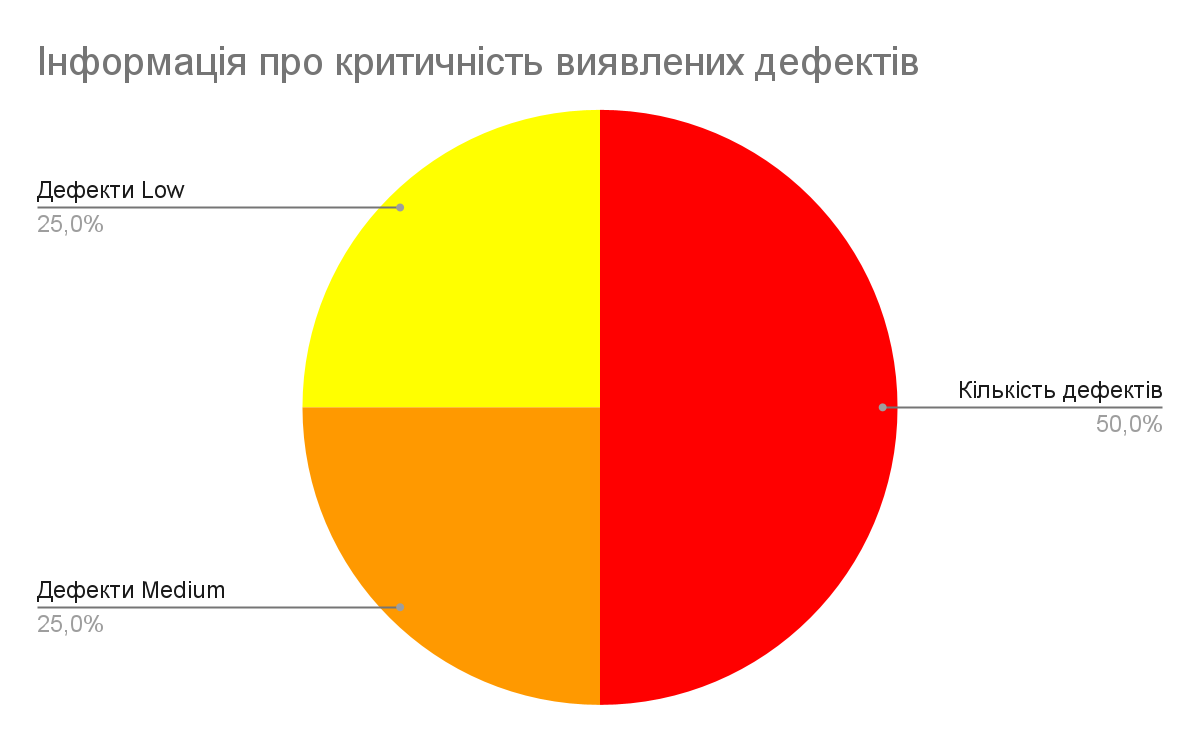 Інформація про критичність виявлених дефектів
Дефекти Low
25,0%
Кількість дефектів
50,0%
Дефекти Medium
25,0%